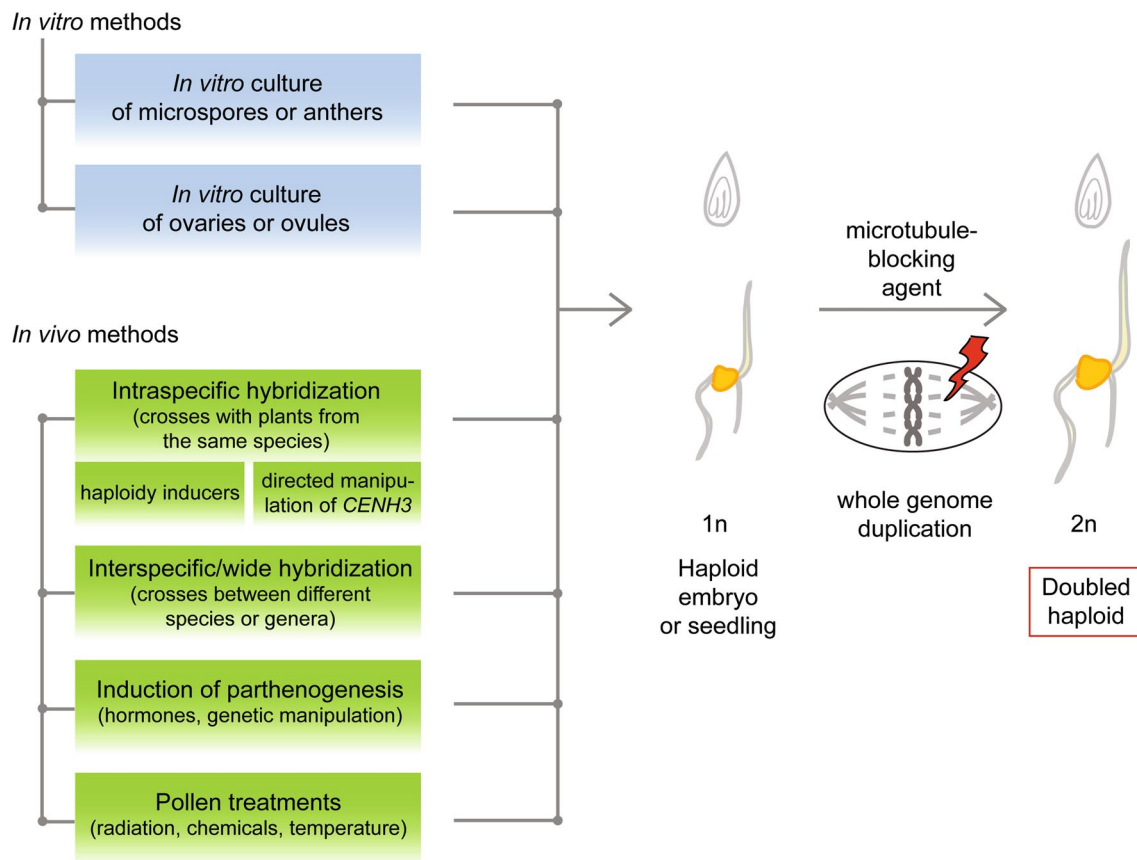 In vitro methods
In vitro culture
of microspores or anthers
In vitro culture
of ovaries or ovules
In vivo methods
Intraspecific hybridization
(crosses with plants from
the same species)
haploidy inducers
directed manipu-
lation of CENH3
Interspecific/wide hybridization
(crosses between different
species or genera)
Induction of parthenogenesis
(hormones, genetic manipulation)
Pollen treatments
(radiation, chemicals, temperature)
1n
Haploid
embryo
or seedling
microtubule-
blocking
agent
whole genome
duplication
2n
Doubled
haploid